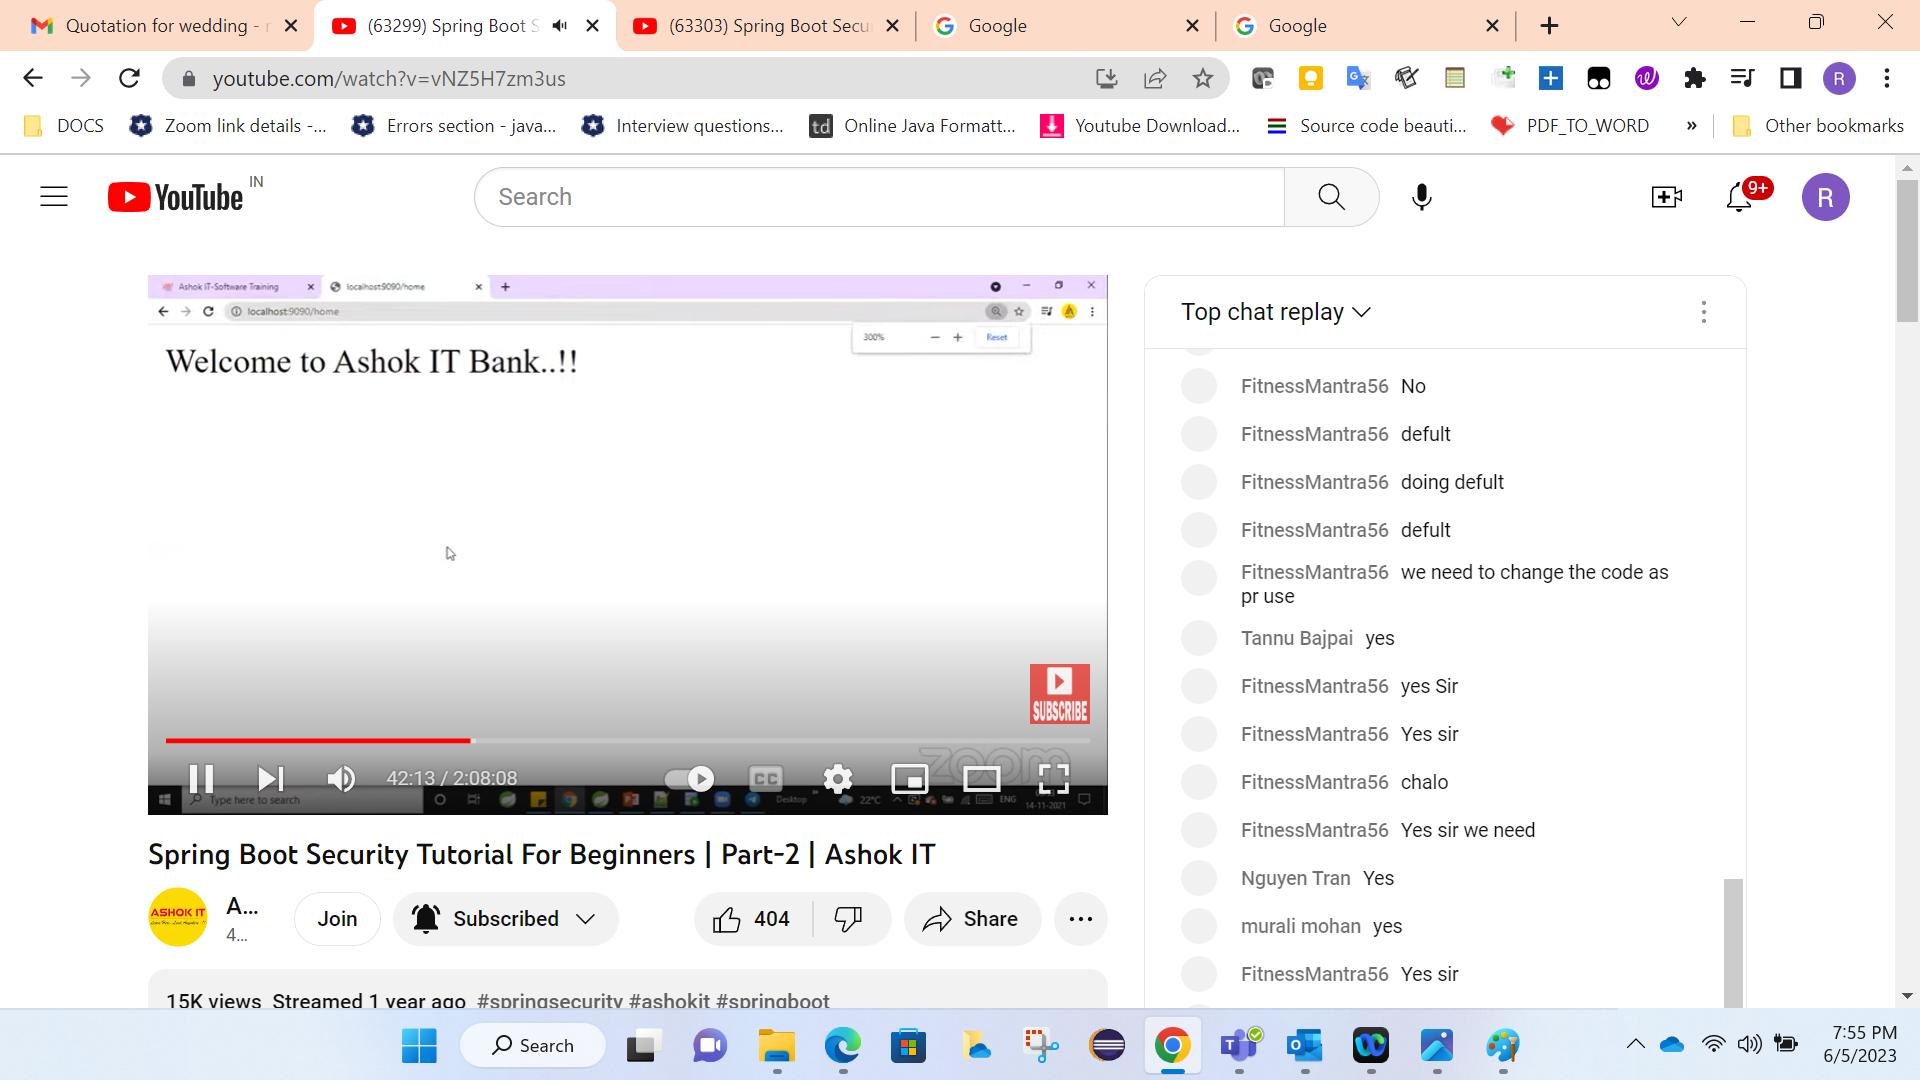 Quotation for wedding - r
(63299) Spring Boot S
(63303) Spring Boot Secu
Google
Google
youtube.com/watch?v=vNZ5H7zm3us
DOCS
Zoom link details -...
Errors section - java...
Interview questions...
td
Online Java Formatt...
Youtube Download...
Source code beauti...
PDF_TO_WORD
»
Other bookmarks
R
YouTube IN
Search
9+
R
Ashok IT-Software Training
localhost:9090/home
localhost:9090/home
300% − + Reset
Welcome to Ashok IT Bank..!!
SUBSCRIBE
zoom
42:13 / 2:08:08
CC
Type here to search
Desktop
22°C
ENG
14-11-2021
Top chat replay
FitnessMantra56 No
FitnessMantra56 defult
FitnessMantra56 doing defult
FitnessMantra56 defult
FitnessMantra56 we need to change the code as
pr use
Tannu Bajpai yes
FitnessMantra56 yes Sir
FitnessMantra56 Yes sir
FitnessMantra56 chalo
FitnessMantra56 Yes sir we need
Nguyen Tran Yes
murali mohan yes
FitnessMantra56 Yes sir
Spring Boot Security Tutorial For Beginners | Part-2 | Ashok IT
ASHOK IT
A...
4...
Join
Subscribed
404
Share
15K views Streamed 1 year ago #springsecurity #ashokit #springboot
Search
7:55 PM
6/5/2023